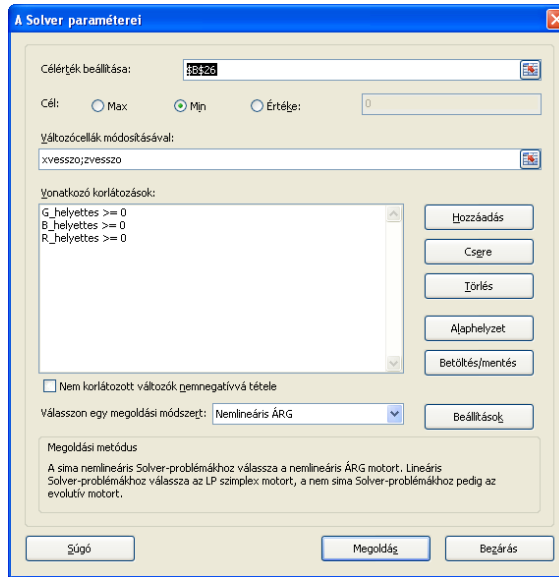 A Solver paraméterei
Célérték beállítása: $B$26
Cél: Max Min Értéke: 0
Változócellák módosításával:
xvesszo;zvesszo
Vonatkozó korlátozások:
G_helyettes >= 0
B_helyettes >= 0
R_helyettes >= 0
Hozzáadás
Csere
Törlés
Alaphelyzet
Betöltés/mentés
Nem korlátozott változók nemnegatívvá tétele
Válasszon egy megoldási módszert: Nemlineáris ÁRG
Beállítások
Megoldási metódus
A sima nemlineáris Solver-problémákhoz válassza a nemlineáris ÁRG motort. Lineáris
Solver-problémákhoz válassza az LP szimplex motort, a nem sima Solver-problémákhoz pedig az
evolutív motort.
Súgó
Megoldás
Bezárás